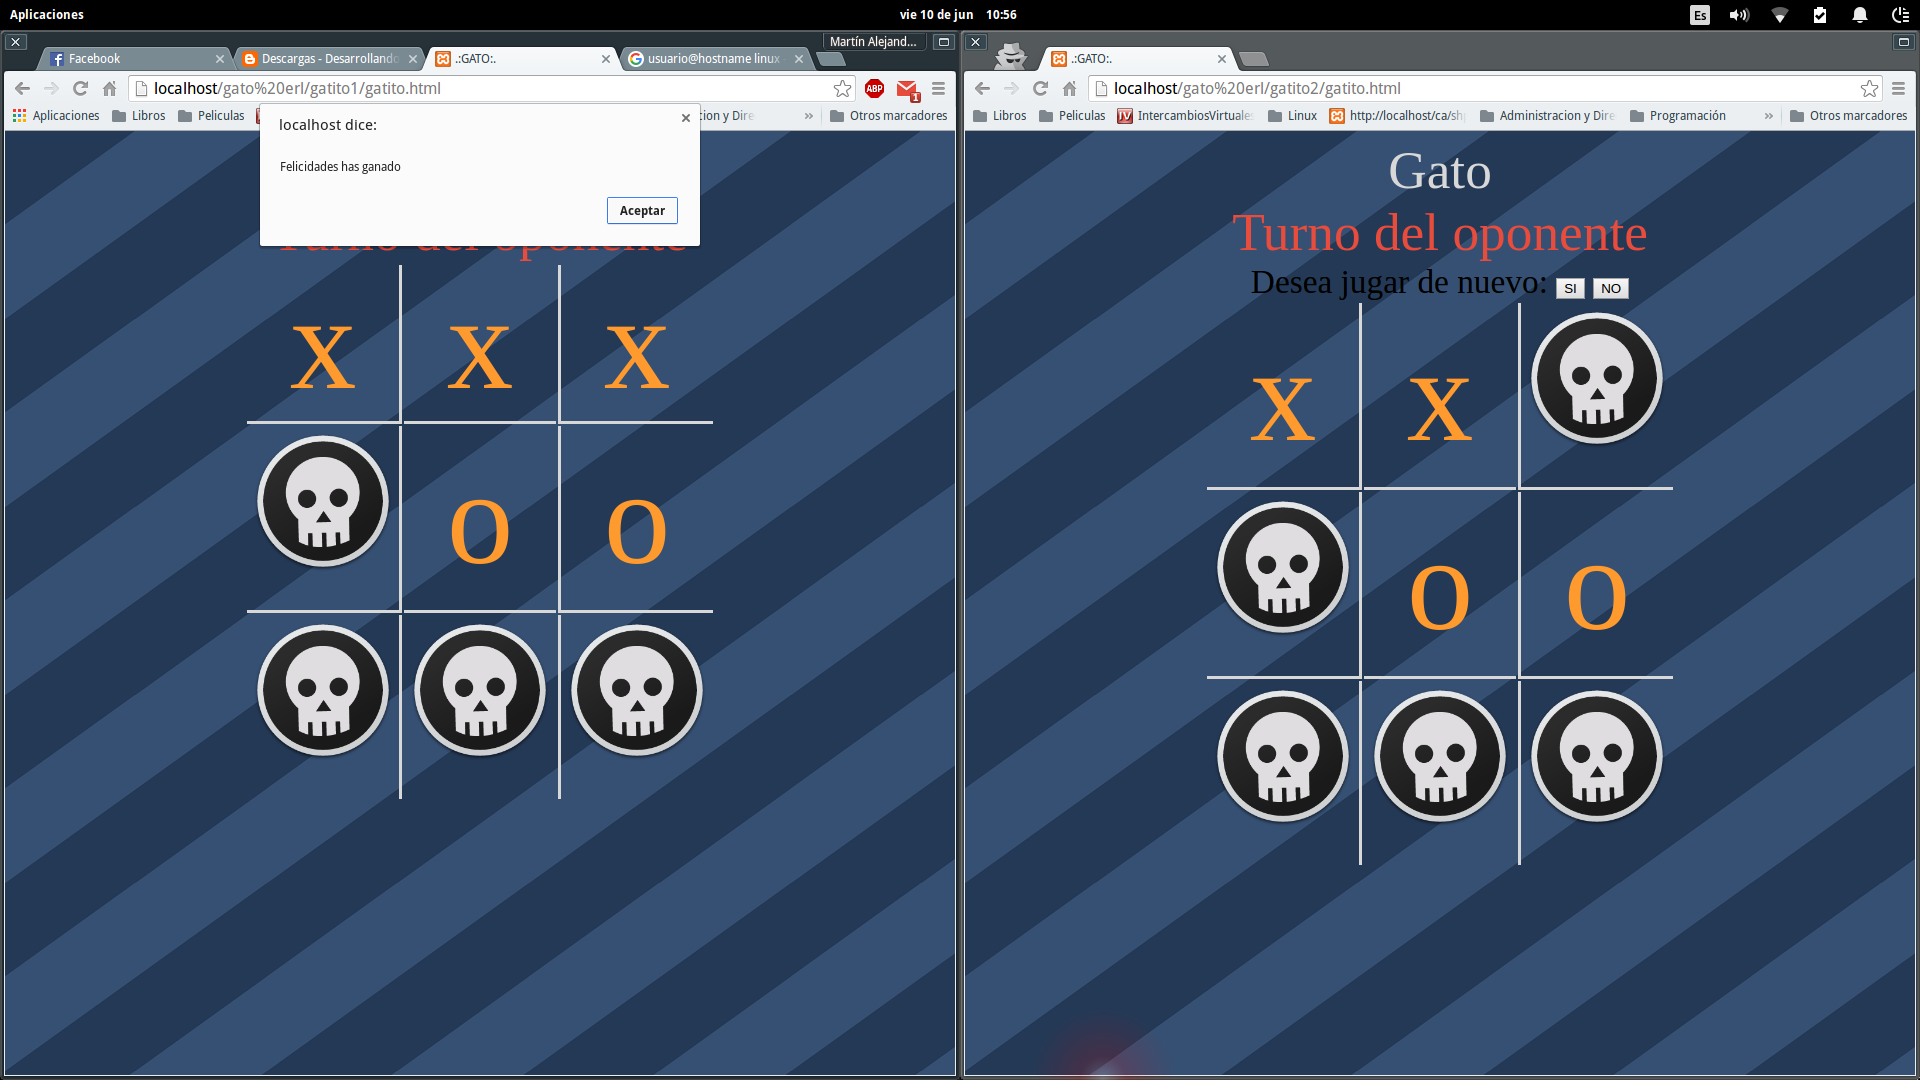 Aplicaciones
vie 10 de jun 10:56
Es
Martín Alejand...
Facebook
Descargas - Desarrollando
.:GATO:.
usuario@hostname linux
localhost/gato%20erl/gatito1/gatito.html
ABP
1
Aplicaciones
Libros
Peliculas
»
Otros marcadores
localhost dice:
Felicidades has ganado
Aceptar
Turno del oponente
X X X
O O
.:GATO:.
localhost/gato%20erl/gatito2/gatito.html
Libros
Peliculas
IntercambiosVirtuale
Linux
http://localhost/ca/sh
Administracion y Dire
Programación
»
Otros marcadores
Gato
Turno del oponente
Desea jugar de nuevo: SI NO
X X
O O